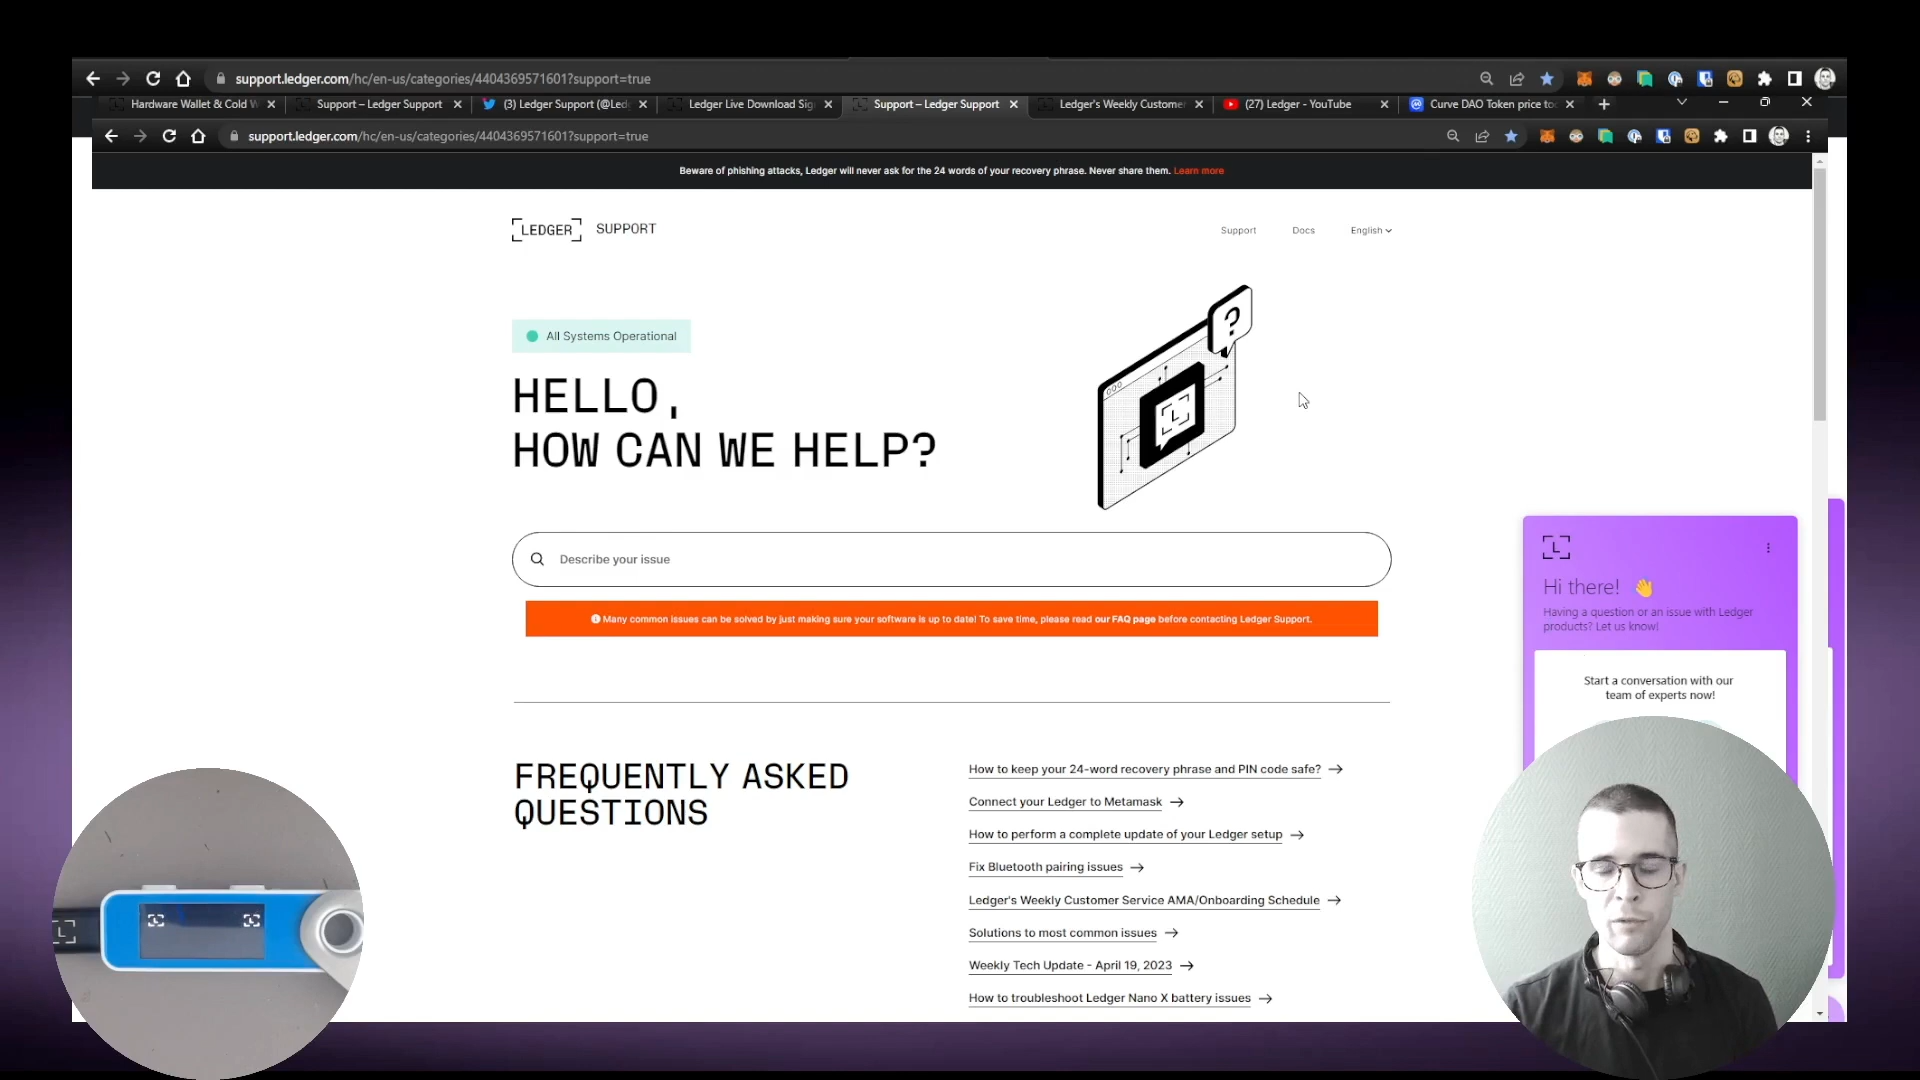 support.ledger.com/hc/en-us/categories/4404369571601?support=true
Hardware Wallet & Cold W
Support – Ledger Support
(3) Ledger Support (@Led
Ledger Live Download Sig
Support – Ledger Support
Ledger's Weekly Customer
(27) Ledger - YouTube
Curve DAO Token price to
support.ledger.com/hc/en-us/categories/4404369571601?support=true
Beware of phishing attacks, Ledger will never ask for the 24 words of your recovery phrase. Never share them. Learn more
LEDGER SUPPORT
Support
Docs
English
All Systems Operational
HELLO,
HOW CAN WE HELP?
?
Describe your issue
Many common issues can be solved by just making sure your software is up to date! To save time, please read our FAQ page before contacting Ledger Support.
Hi there! 👋
Having a question or an issue with Ledger
products? Let us know!
Start a conversation with our
team of experts now!
FREQUENTLY ASKED
QUESTIONS
How to keep your 24-word recovery phrase and PIN code safe? →
Connect your Ledger to Metamask →
How to perform a complete update of your Ledger setup →
Fix Bluetooth pairing issues →
Ledger's Weekly Customer Service AMA/Onboarding Schedule →
Solutions to most common issues →
Weekly Tech Update - April 19, 2023 →
How to troubleshoot Ledger Nano X battery issues →